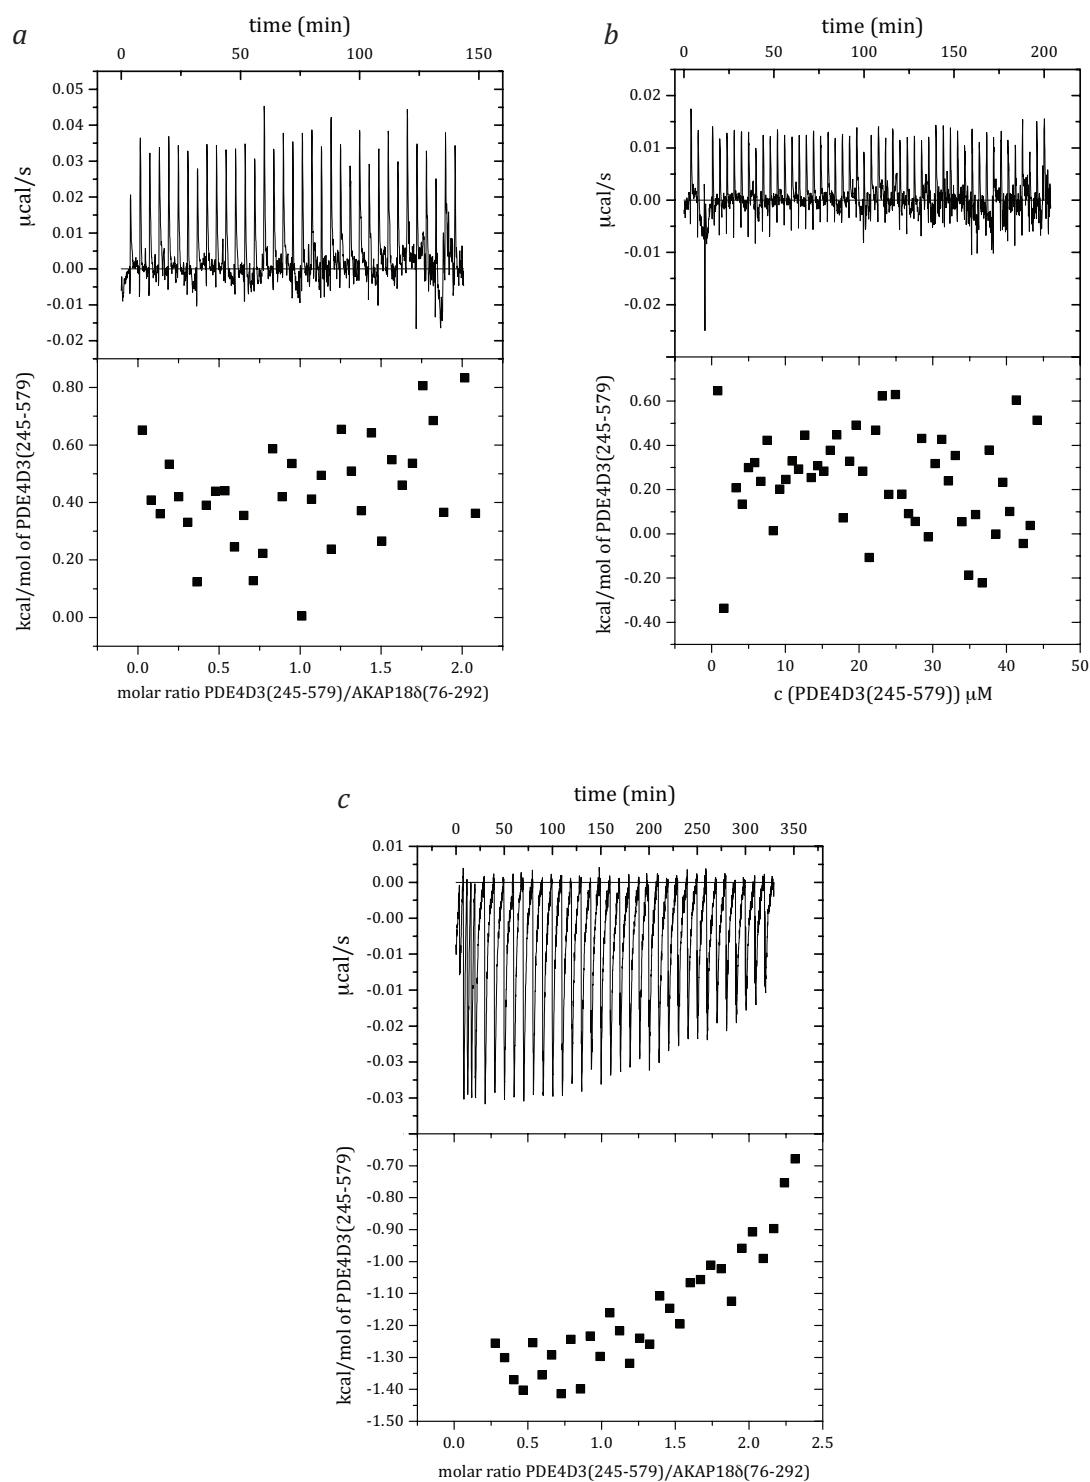 a
time (min)
0 50 100 150
0.05
0.04
0.03
0.02
0.01
0.00
-0.01
-0.02
μcal/s
0.80
0.60
0.40
0.20
0.00
kcal/mol of PDE4D3(245-579)
0.0 0.5 1.0 1.5 2.0
molar ratio PDE4D3(245-579)/AKAP18δ(76-292)
b
time (min)
0 50 100 150 200
0.02
0.01
0.00
-0.01
-0.02
μcal/s
0.60
0.40
0.20
0.00
-0.20
-0.40
kcal/mol of PDE4D3(245-579)
0 10 20 30 40 50
c (PDE4D3(245-579)) μM
c
time (min)
0 50 100 150 200 250 300 350
0.01
0.00
-0.00
-0.01
-0.01
-0.02
-0.03
-0.03
μcal/s
-0.70
-0.80
-0.90
-1.00
-1.10
-1.20
-1.30
-1.40
-1.50
kcal/mol of PDE4D3(245-579)
0.0 0.5 1.0 1.5 2.0 2.5
molar ratio PDE4D3(245-579)/AKAP18δ(76-292)